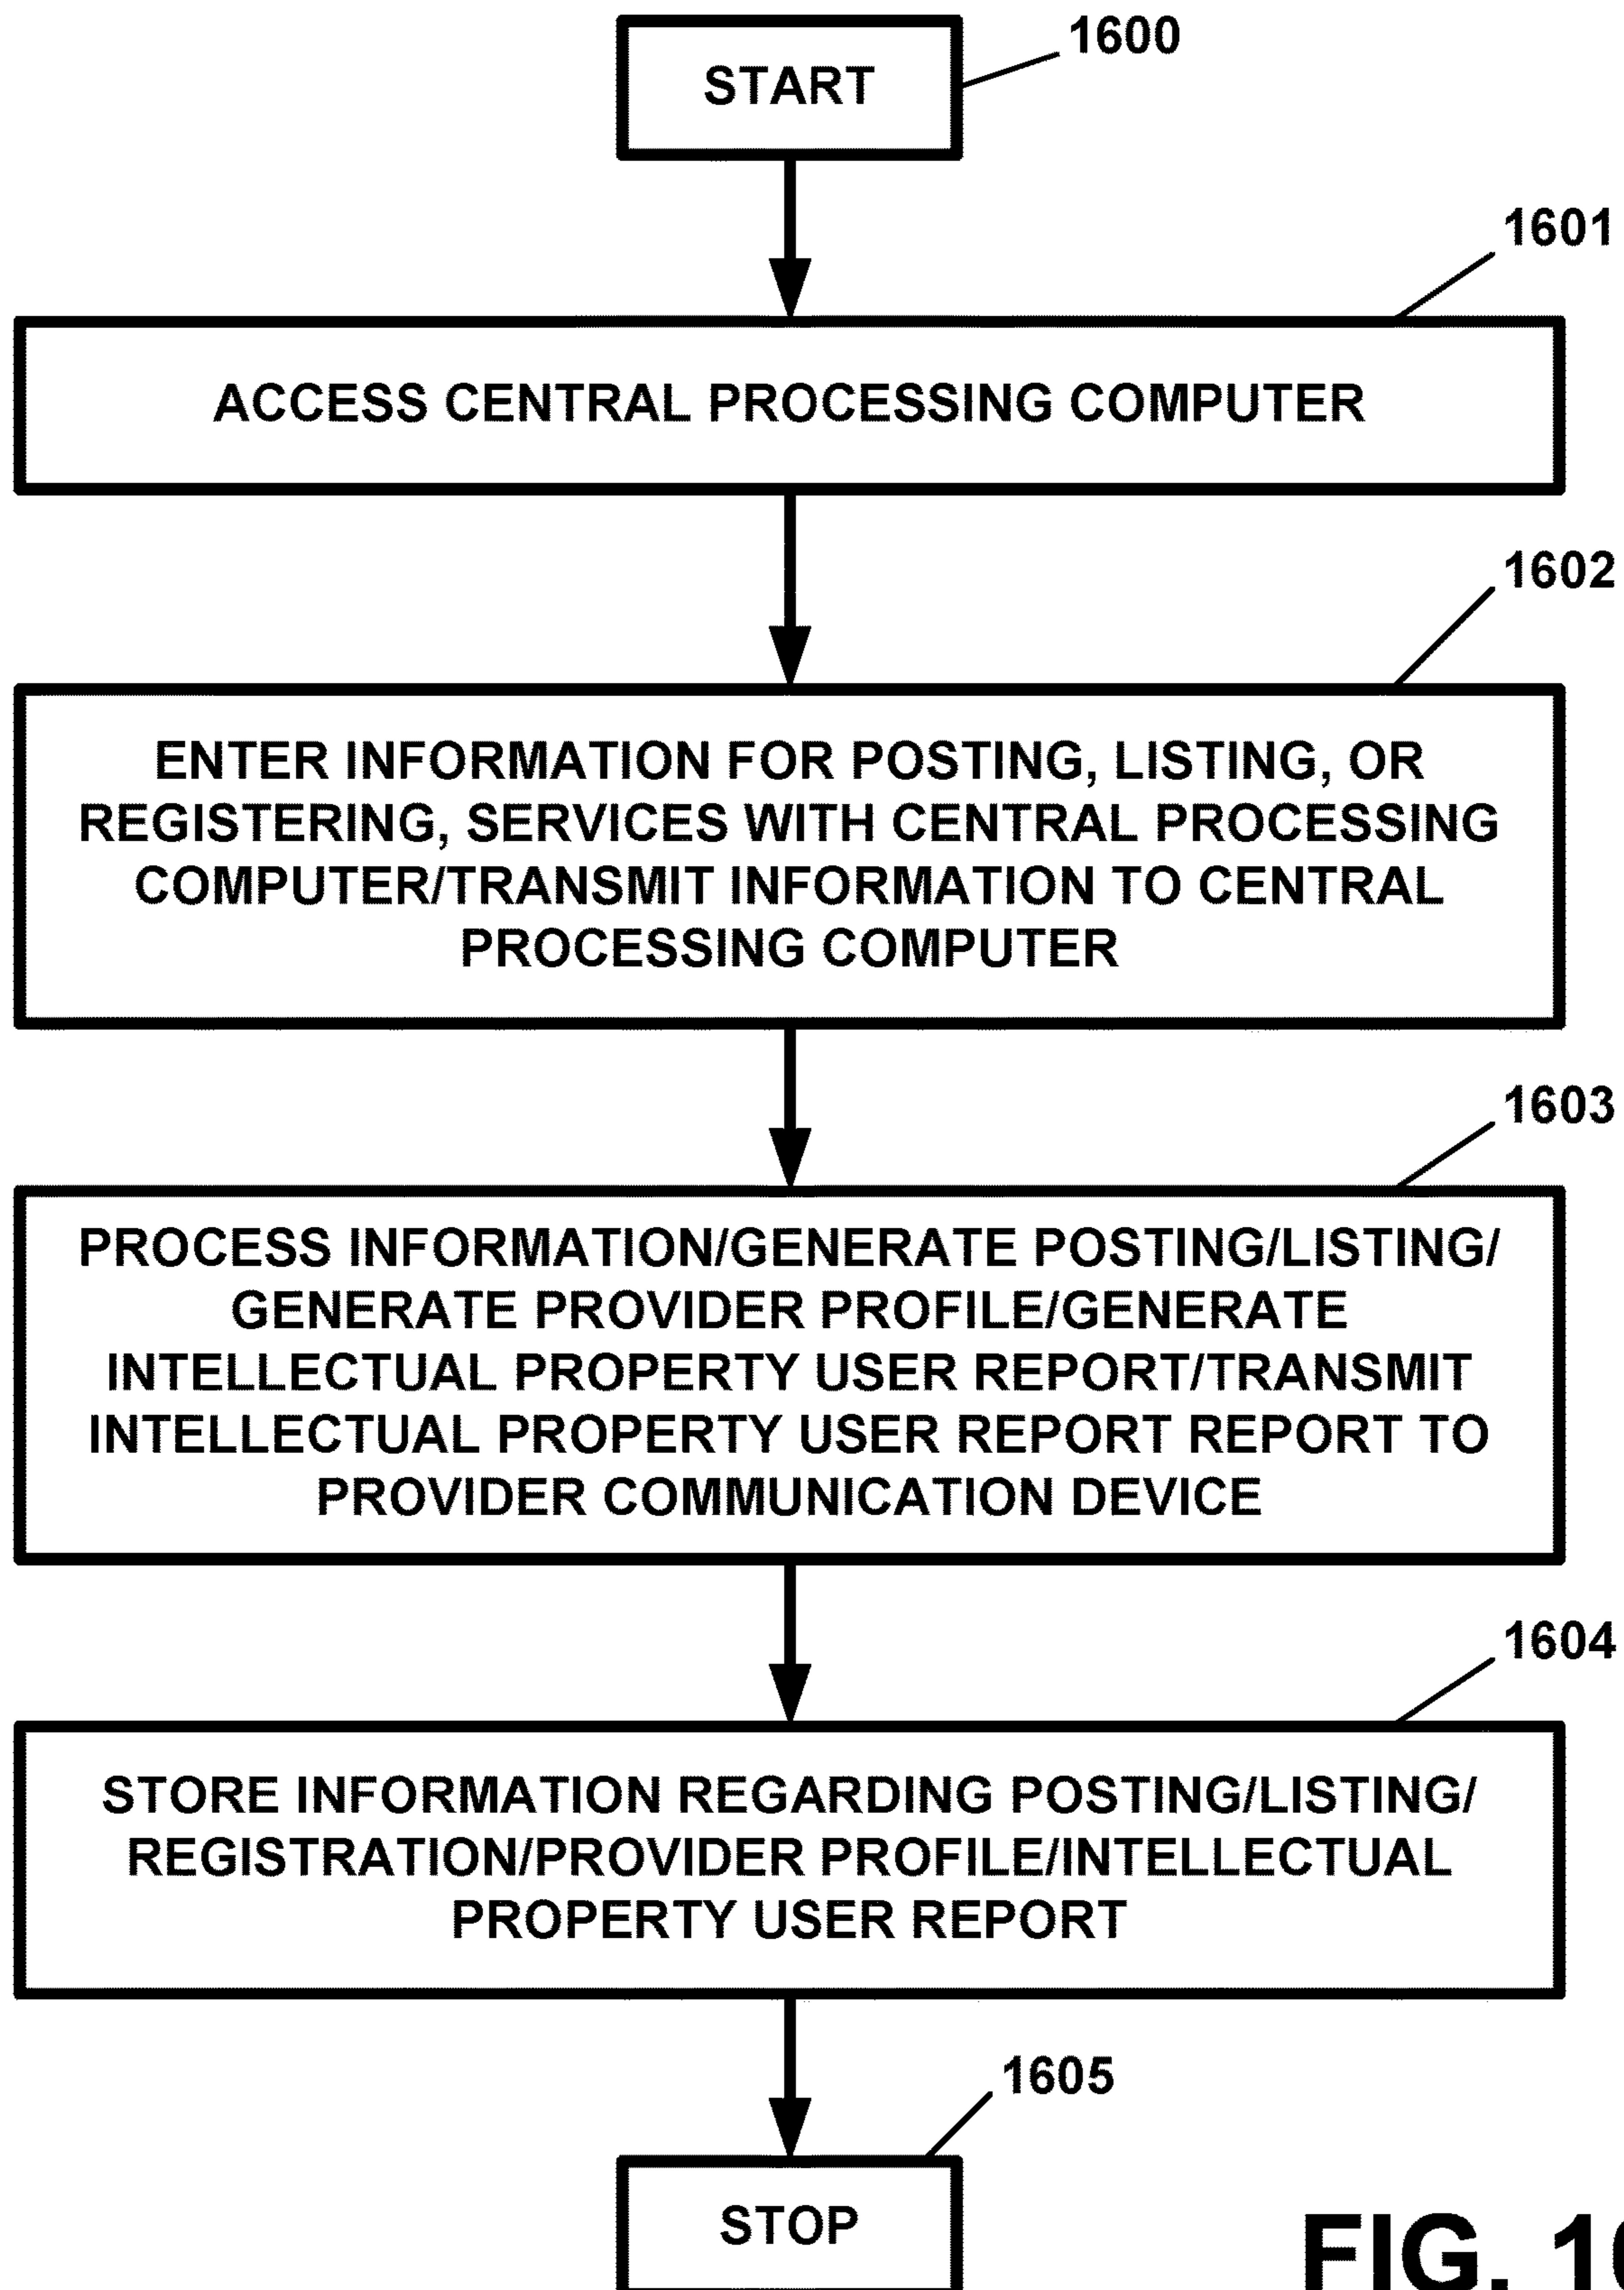 START
1600
1601
ACCESS CENTRAL PROCESSING COMPUTER
1602
ENTER INFORMATION FOR POSTING, LISTING, OR
REGISTERING, SERVICES WITH CENTRAL PROCESSING
COMPUTER/TRANSMIT INFORMATION TO CENTRAL
PROCESSING COMPUTER
1603
PROCESS INFORMATION/GENERATE POSTING/LISTING/
GENERATE PROVIDER PROFILE/GENERATE
INTELLECTUAL PROPERTY USER REPORT/TRANSMIT
INTELLECTUAL PROPERTY USER REPORT REPORT TO
PROVIDER COMMUNICATION DEVICE
1604
STORE INFORMATION REGARDING POSTING/LISTING/
REGISTRATION/PROVIDER PROFILE/INTELLECTUAL
PROPERTY USER REPORT
1605
STOP
FIG.